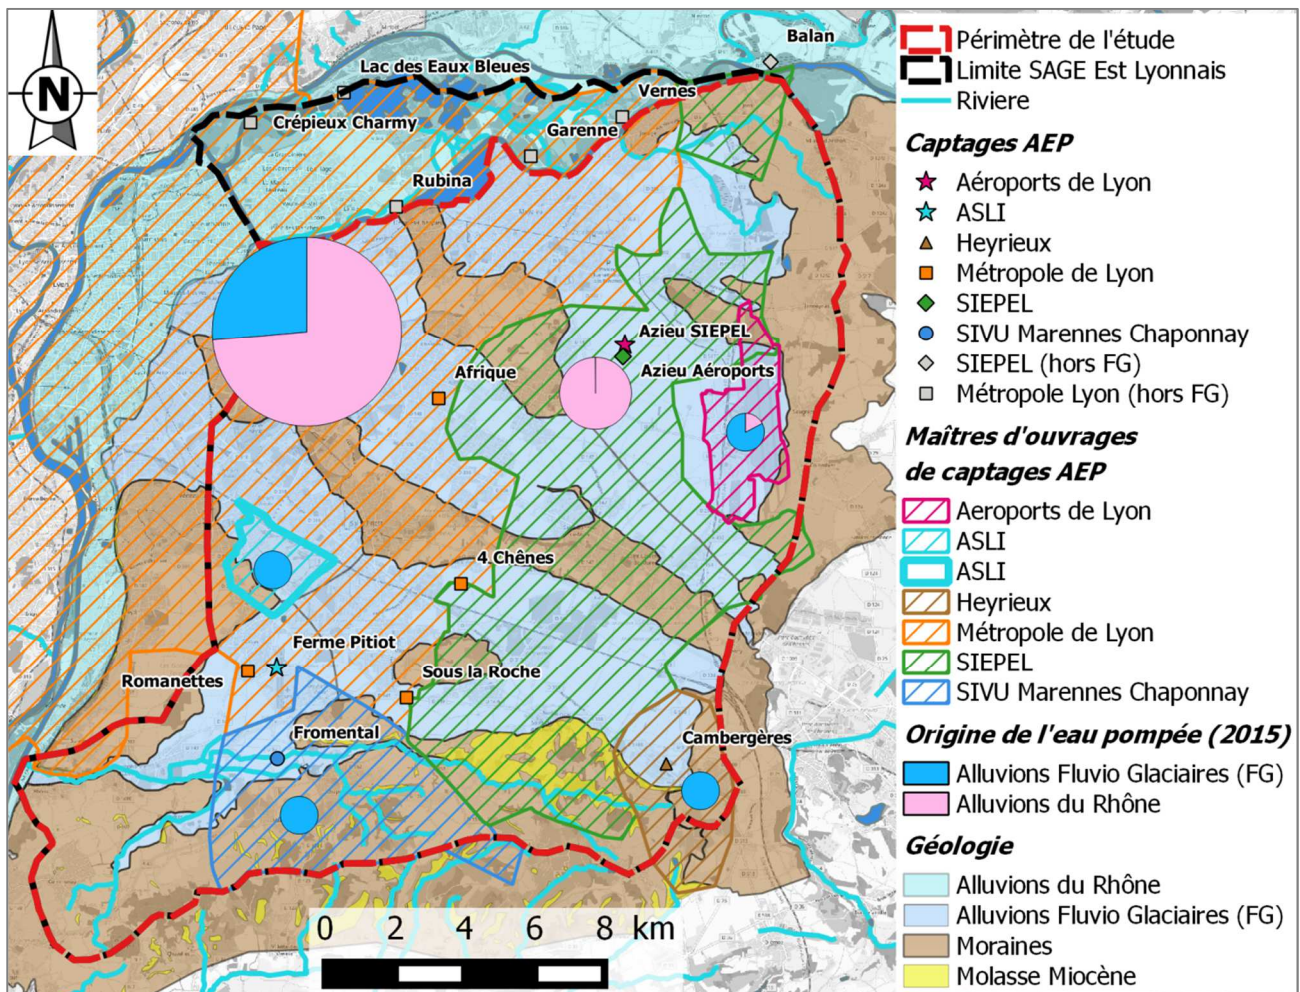 N
Balan
Lac des Eaux Bleues
Vernes
Crépieux Charmy
Garenne
Rubina
Azieu SIEPEL
Afrique
Azieu Aéroports
4 Chênes
Ferme Pitiot
Romanettes
Sous la Roche
Fromental
Cambergères
0 2 4 6 8 km
Périmètre de l'étude
Limite SAGE Est Lyonnais
Riviere
Captages AEP
Aéroports de Lyon
ASLI
Heyrieux
Métropole de Lyon
SIEPEL
SIVU Marennes Chaponnay
SIEPEL (hors FG)
Métropole Lyon (hors FG)
Maîtres d'ouvrages
de captages AEP
Aeroports de Lyon
ASLI
ASLI
Heyrieux
Métropole de Lyon
SIEPEL
SIVU Marennes Chaponnay
Origine de l'eau pompée (2015)
Alluvions Fluvio Glaciaires (FG)
Alluvions du Rhône
Géologie
Alluvions du Rhône
Alluvions Fluvio Glaciaires (FG)
Moraines
Molasse Miocène